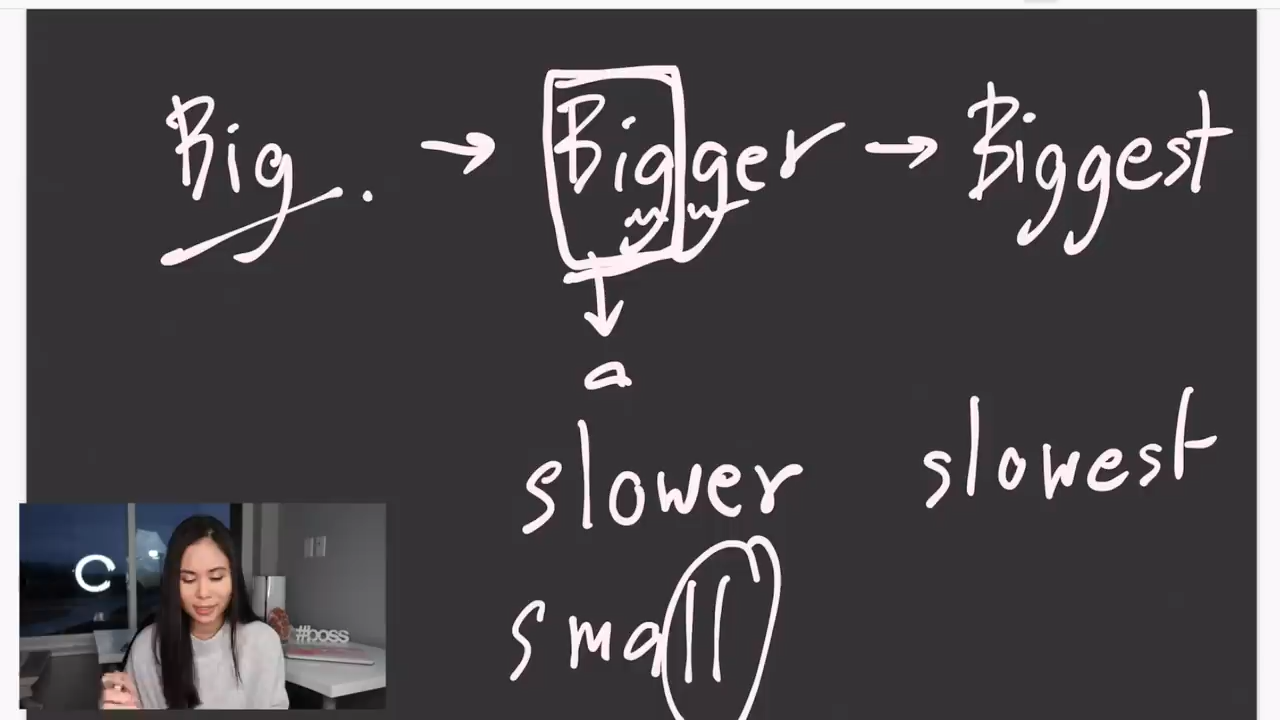 Big. → Bigger → Biggest
a
slower slowest
small
C
#boss